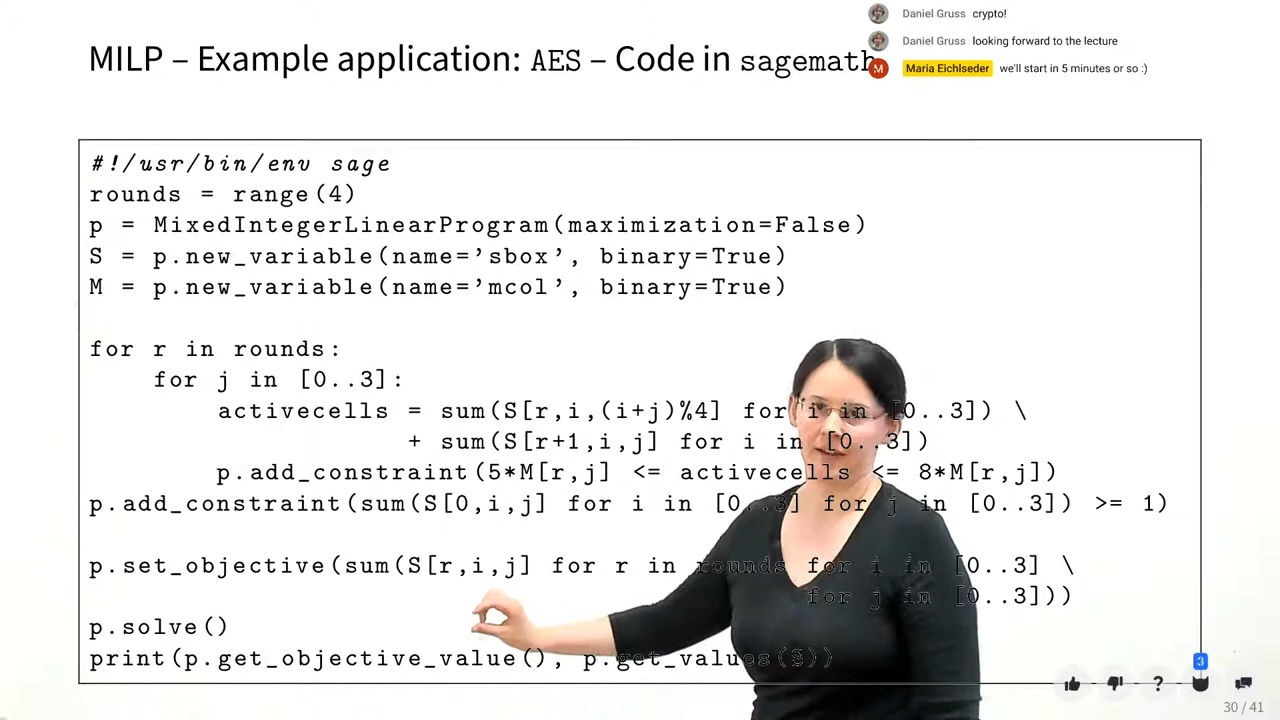 Daniel Gruss crypto!
Daniel Gruss looking forward to the lecture
M Maria Eichlseder we'll start in 5 minutes or so :)
MILP – Example application: AES – Code in sagemath
#!/usr/bin/env sage
rounds = range(4)
p = MixedIntegerLinearProgram(maximization=False)
S = p.new_variable(name='sbox', binary=True)
M = p.new_variable(name='mcol', binary=True)
for r in rounds:
for j in [0..3]:
activecells = sum(S[r,i,(i+j)%4] for i in [0..3]) \
+ sum(S[r+1,i,j] for i in [0..3])
p.add_constraint(5*M[r,j] <= activecells <= 8*M[r,j])
p.add_constraint(sum(S[0,i,j] for i in [0..3] for j in [0..3]) >= 1)
p.set_objective(sum(S[r,i,j] for r in rounds for i in [0..3] \
for j in [0..3]))
p.solve()
print(p.get_objective_value(), p.get_values(S))
3
?
30 / 41